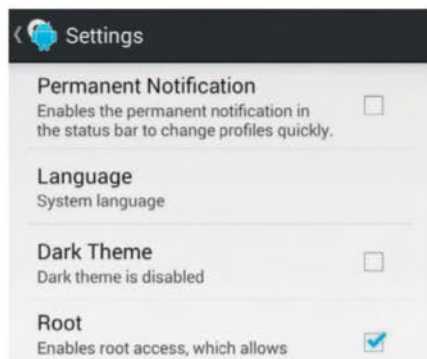 Settings
Permanent Notification
Enables the permanent notification in
the status bar to change profiles quickly.
Language
System language
Dark Theme
Dark theme is disabled
Root
Enables root access, which allows